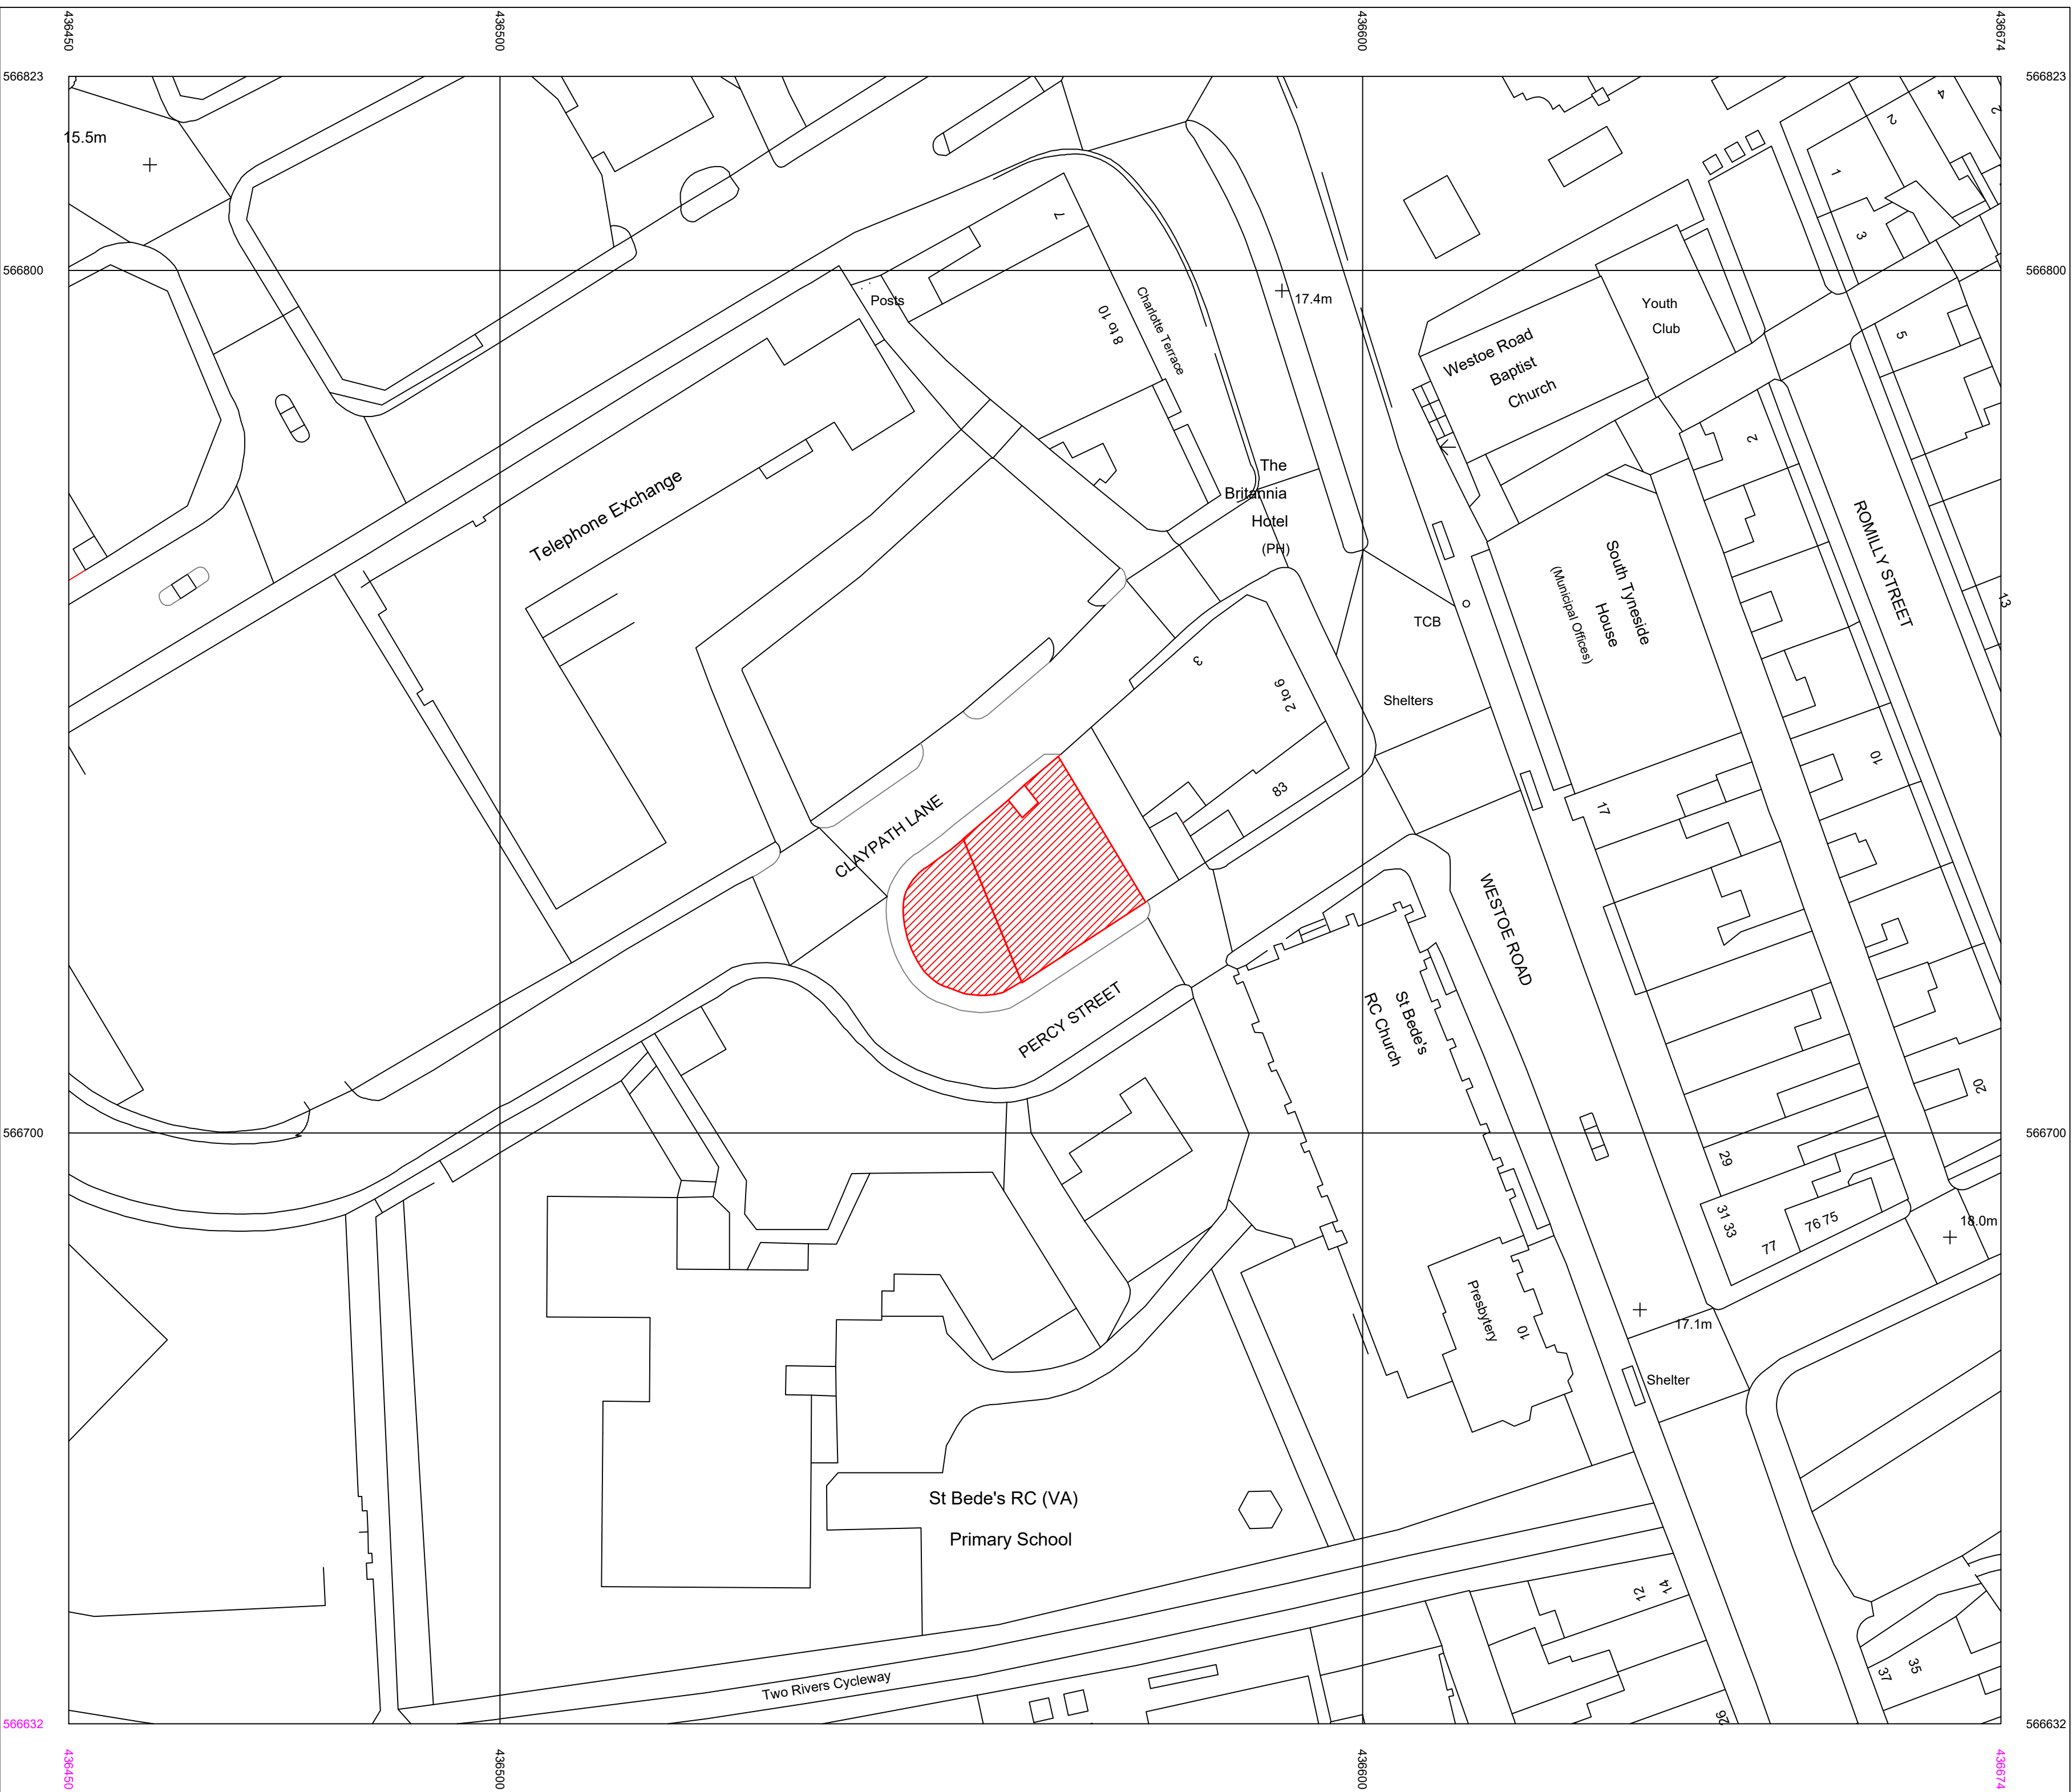 436450
436500
436600
436674
566823
566823
15.5m
4
2
2
1
3
7
566800
566800
Posts
Charlotte Terrace
8 to 10
17.4m
Youth
Club
Westoe Road
Baptist
Church
5
2
The
Britannia
Hotel
(PH)
Telephone Exchange
ROMILLY STREET
South Tyneside
House
(Municipal Offices)
13
TCB
3
2 to 6
Shelters
83
10
17
CLAYPATH LANE
WESTOE ROAD
PERCY STREET
St Bede's
RC Church
20
566700
566700
29
31 33
77
76 75
18.0m
Presbytery
10
17.1m
Shelter
St Bede's RC (VA)
Primary School
12
14
Two Rivers Cycleway
37
35
26
566632
566632
436450
436500
436600
436674